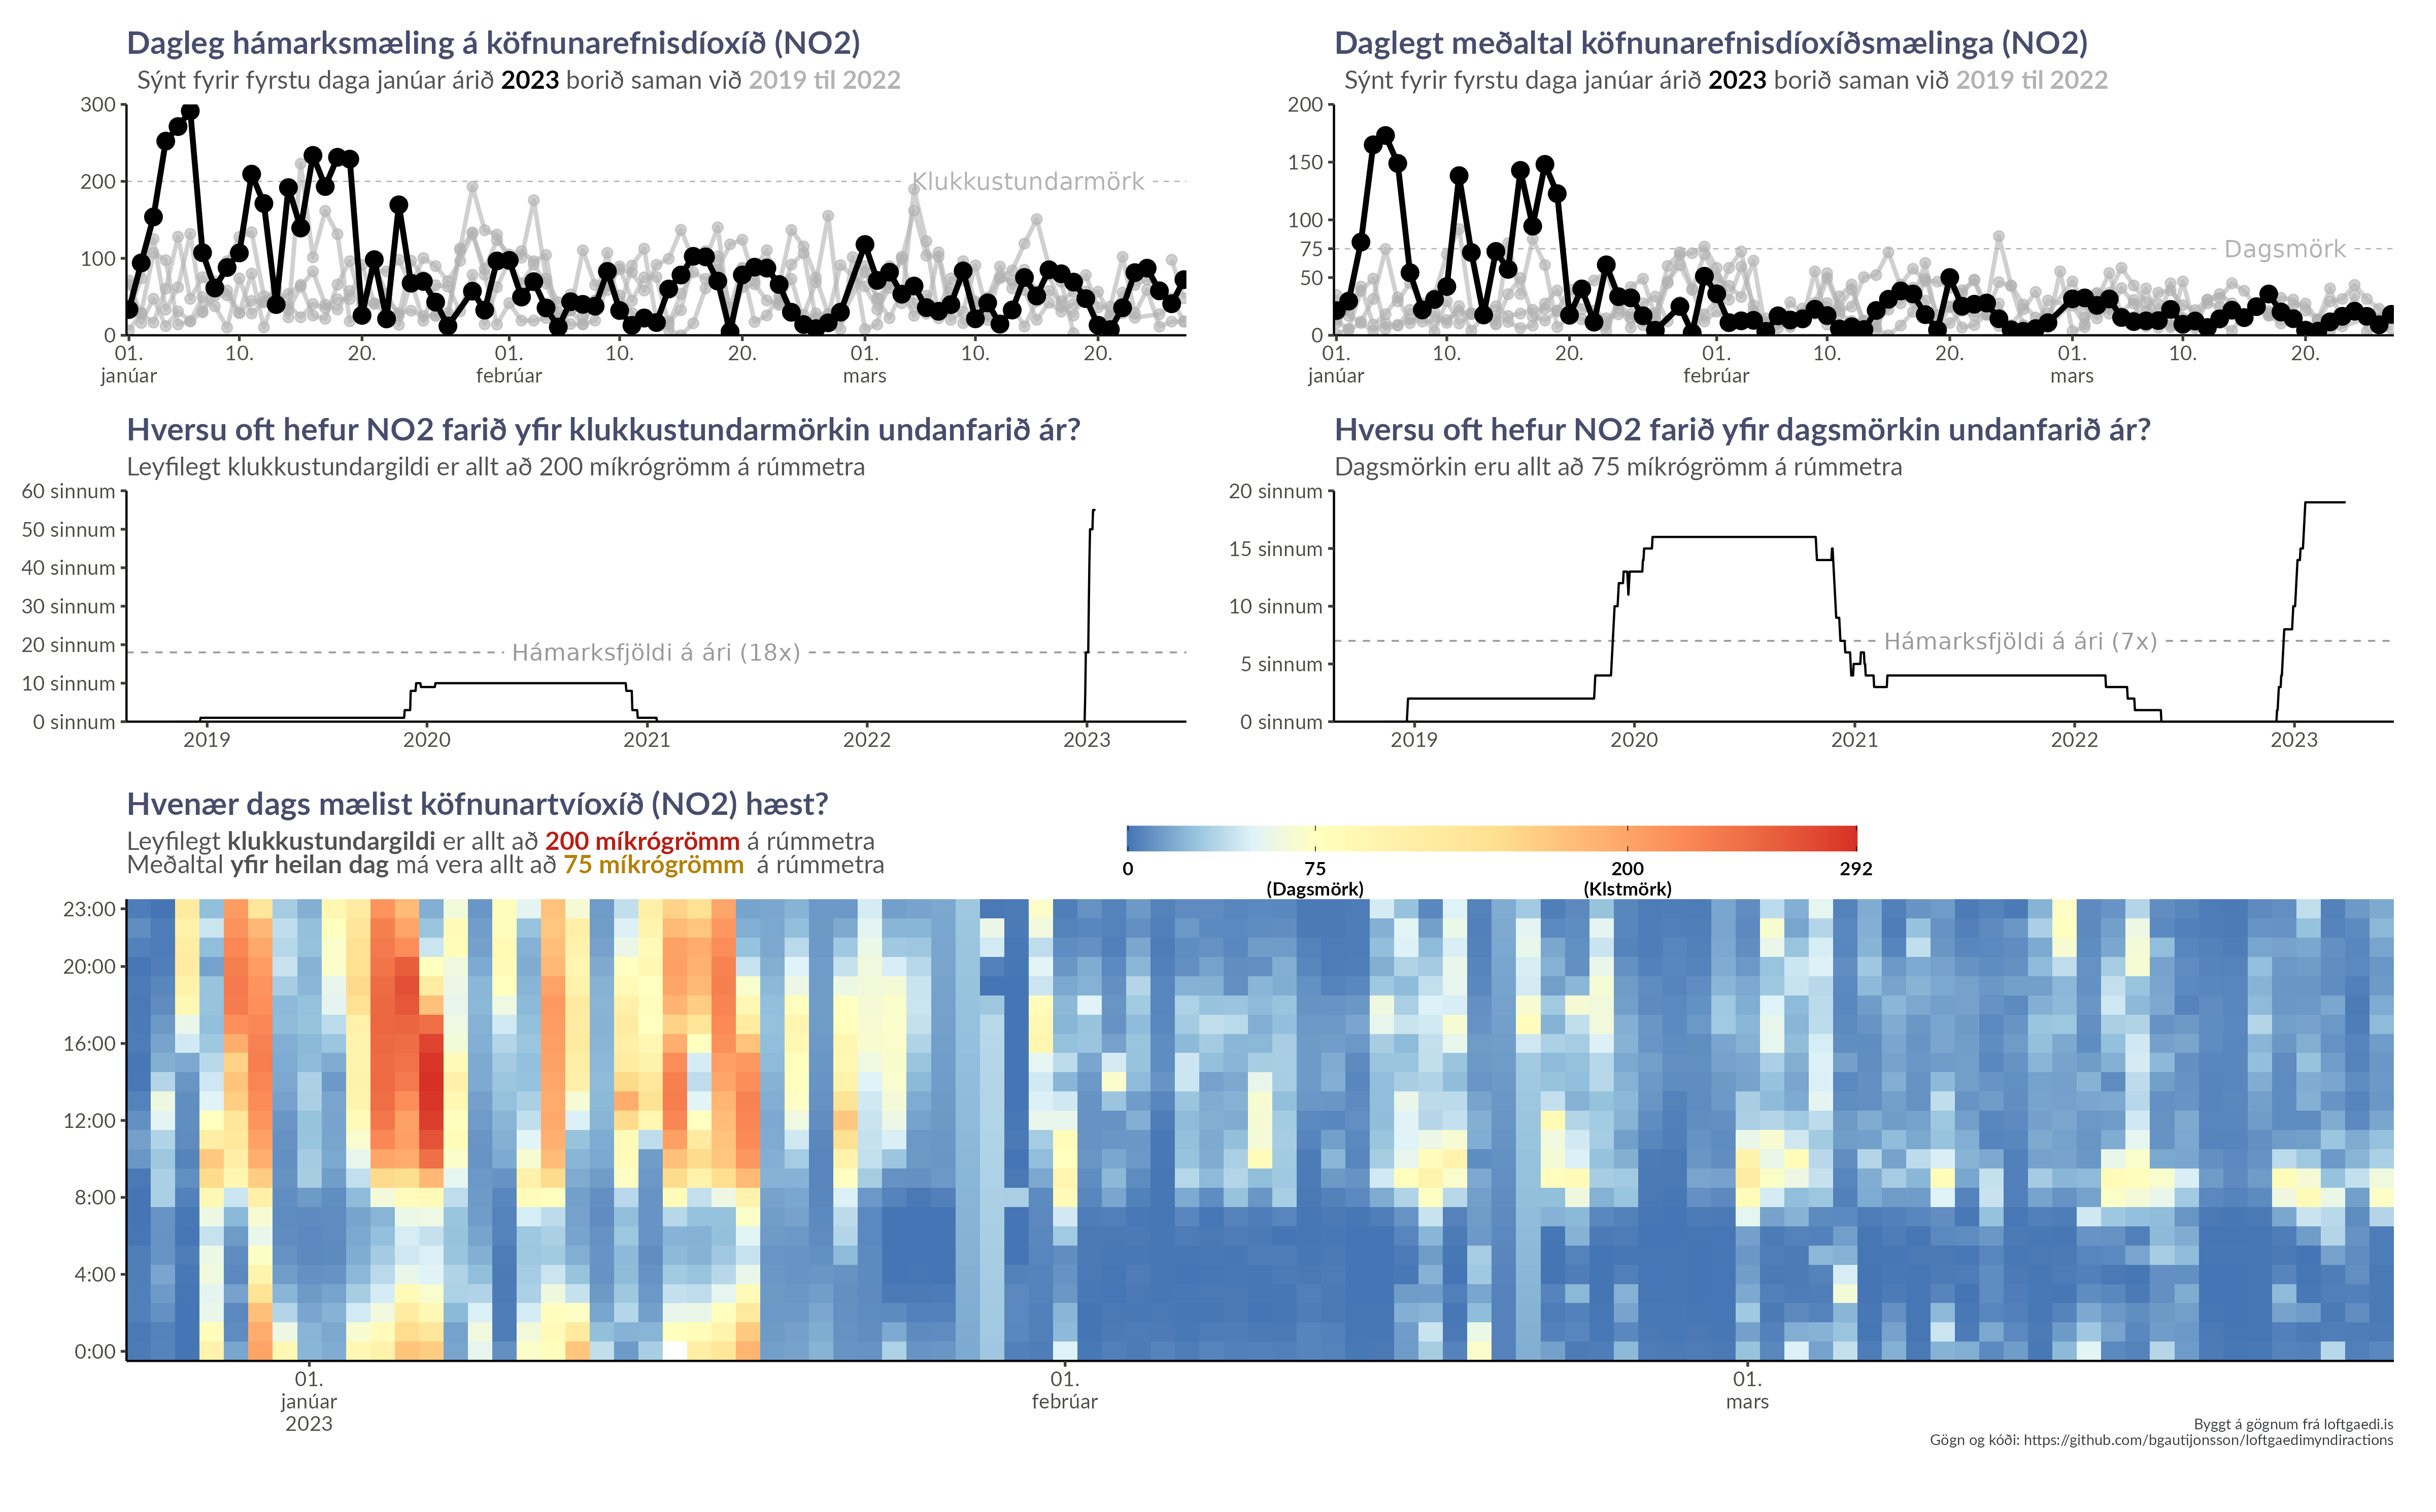 Dagleg hámarksmæling á köfnunarefnisdíoxíð (NO2)
Sýnt fyrir fyrstu daga janúar árið 2023 borið saman við 2019 til 2022
300
200
100
0
Klukkustundarmörk
01. 10. 20. 01. 10. 20. 01. 10. 20.
janúar febrúar mars
Daglegt meðaltal köfnunarefnisdíoxíðsmælinga (NO2)
Sýnt fyrir fyrstu daga janúar árið 2023 borið saman við 2019 til 2022
200
150
100
75
50
0
Dagsmörk
01. 10. 20. 01. 10. 20. 01. 10. 20.
janúar febrúar mars
Hversu oft hefur NO2 farið yfir klukkustundarmörkin undanfarið ár?
Leyfilegt klukkustundargildi er allt að 200 míkrógrömm á rúmmetra
60 sinnum
50 sinnum
40 sinnum
30 sinnum
20 sinnum
10 sinnum
0 sinnum
Hámarksfjöldi á ári (18x)
2019 2020 2021 2022 2023
Hversu oft hefur NO2 farið yfir dagsmörkin undanfarið ár?
Dagsmörkin eru allt að 75 míkrógrömm á rúmmetra
20 sinnum
15 sinnum
10 sinnum
5 sinnum
0 sinnum
Hámarksfjöldi á ári (7x)
2019 2020 2021 2022 2023
Hvenær dags mælist köfnunartvíoxíð (NO2) hæst?
Leyfilegt klukkustundargildi er allt að 200 míkrógrömm á rúmmetra
Meðaltal yfir heilan dag má vera allt að 75 míkrógrömm á rúmmetra
0 75 200 292
(Dagsmörk) (Klstmörk)
23:00
20:00
16:00
12:00
8:00
4:00
0:00
01. 01. 01.
janúar febrúar mars
2023
Byggt á gögnum frá loftgaedi.is
Gögn og kóði: https://github.com/bgautijonsson/loftgaedimyndiractions